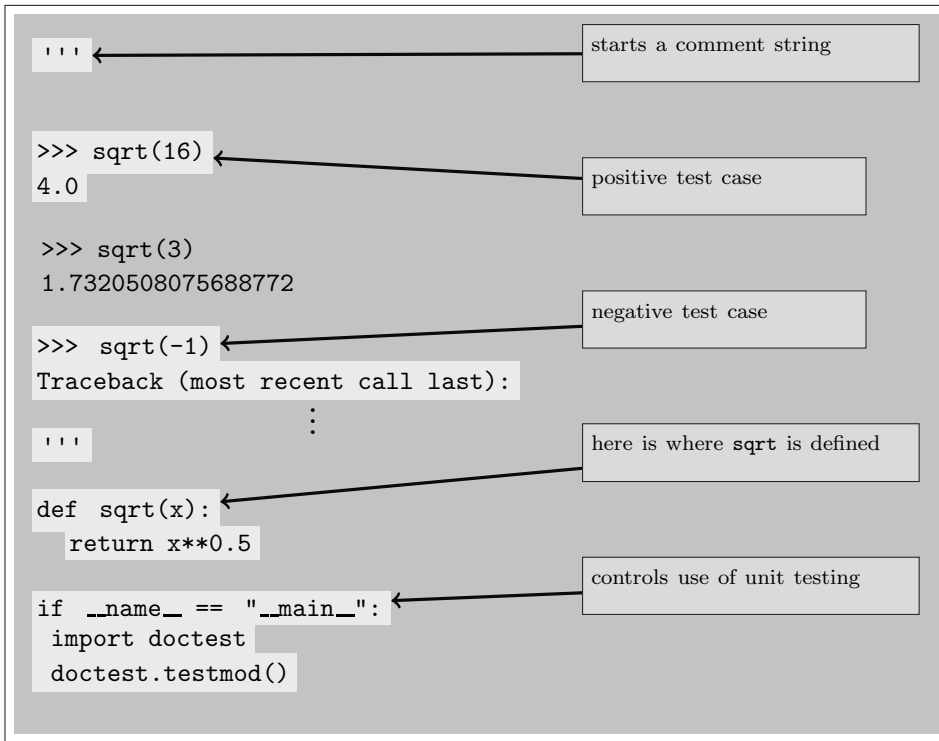 ''' starts a comment string
>>> sqrt(16)
4.0 positive test case
>>> sqrt(3)
1.7320508075688772
negative test case
>>> sqrt(-1)
Traceback (most recent call last):
⋮
''' here is where sqrt is defined
def sqrt(x):
return x**0.5
controls use of unit testing
if __name__ == "__main__":
import doctest
doctest.testmod()